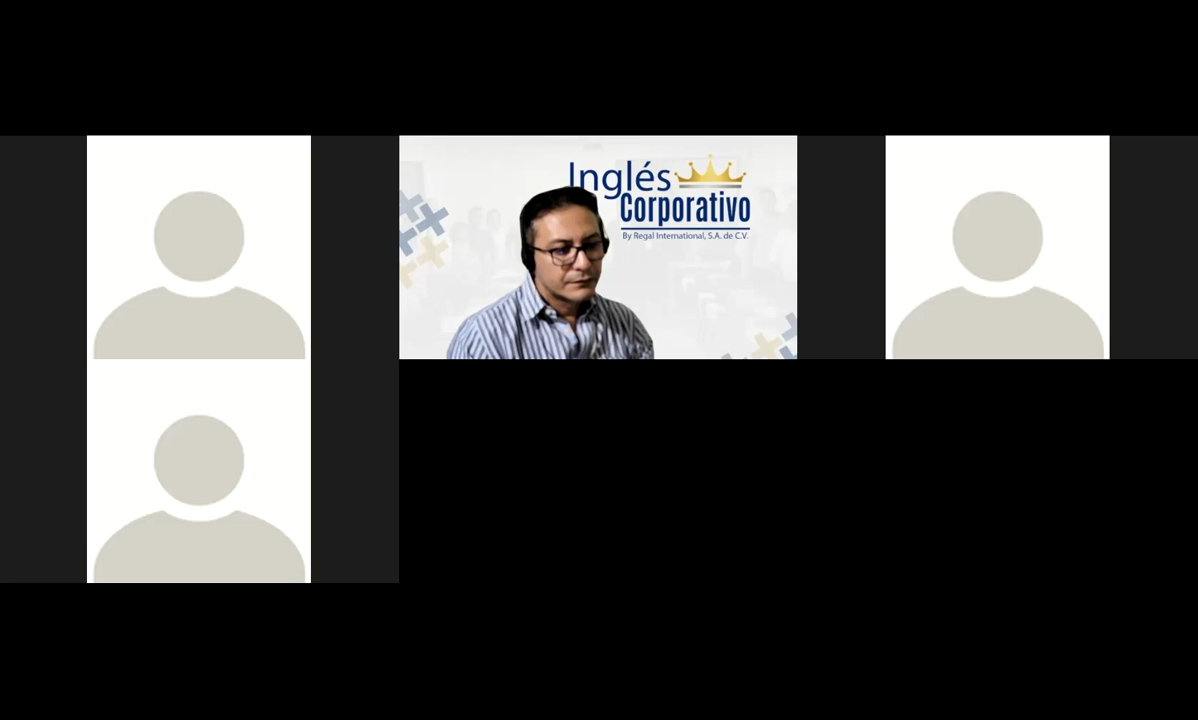 Inglés
Corporativo
By Regal International, S.A. de C.V.